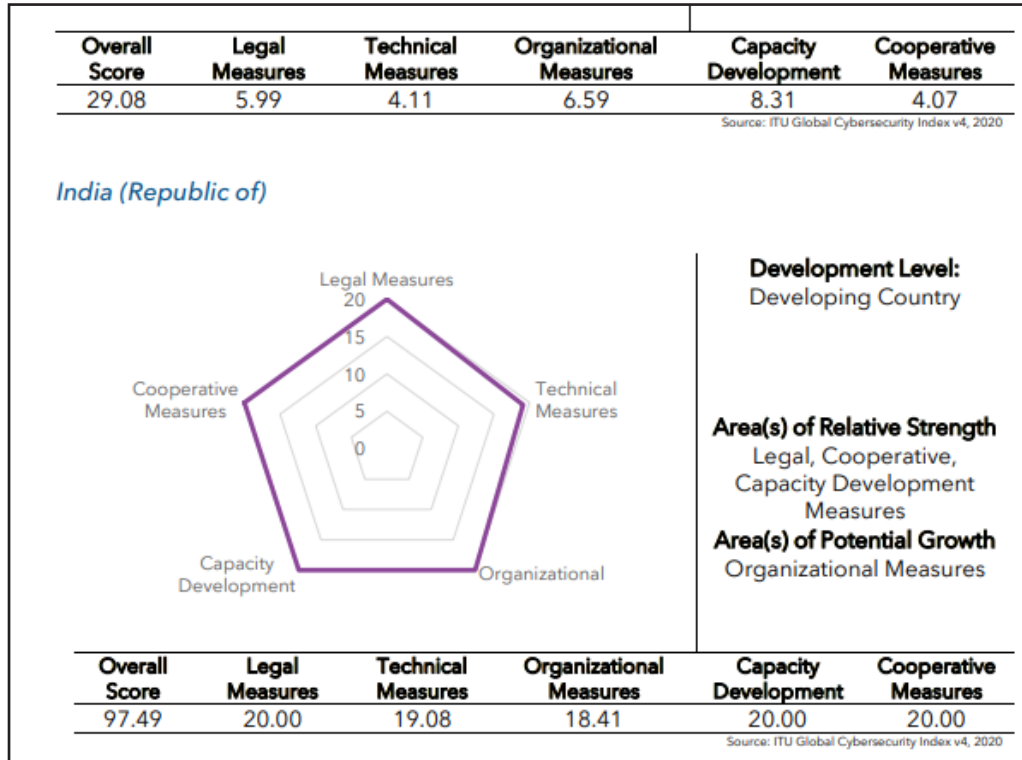 Overall Score Legal Measures Technical Measures Organizational Measures Capacity Development Cooperative Measures
29.08 5.99 4.11 6.59 8.31 4.07
Source: ITU Global Cybersecurity Index v4, 2020
India (Republic of)
Legal Measures
20
15
10
5
0
Technical
Measures
Organizational
Capacity
Development
Cooperative
Measures
Development Level:
Developing Country
Area(s) of Relative Strength
Legal, Cooperative,
Capacity Development
Measures
Area(s) of Potential Growth
Organizational Measures
Overall Score Legal Measures Technical Measures Organizational Measures Capacity Development Cooperative Measures
97.49 20.00 19.08 18.41 20.00 20.00
Source: ITU Global Cybersecurity Index v4, 2020